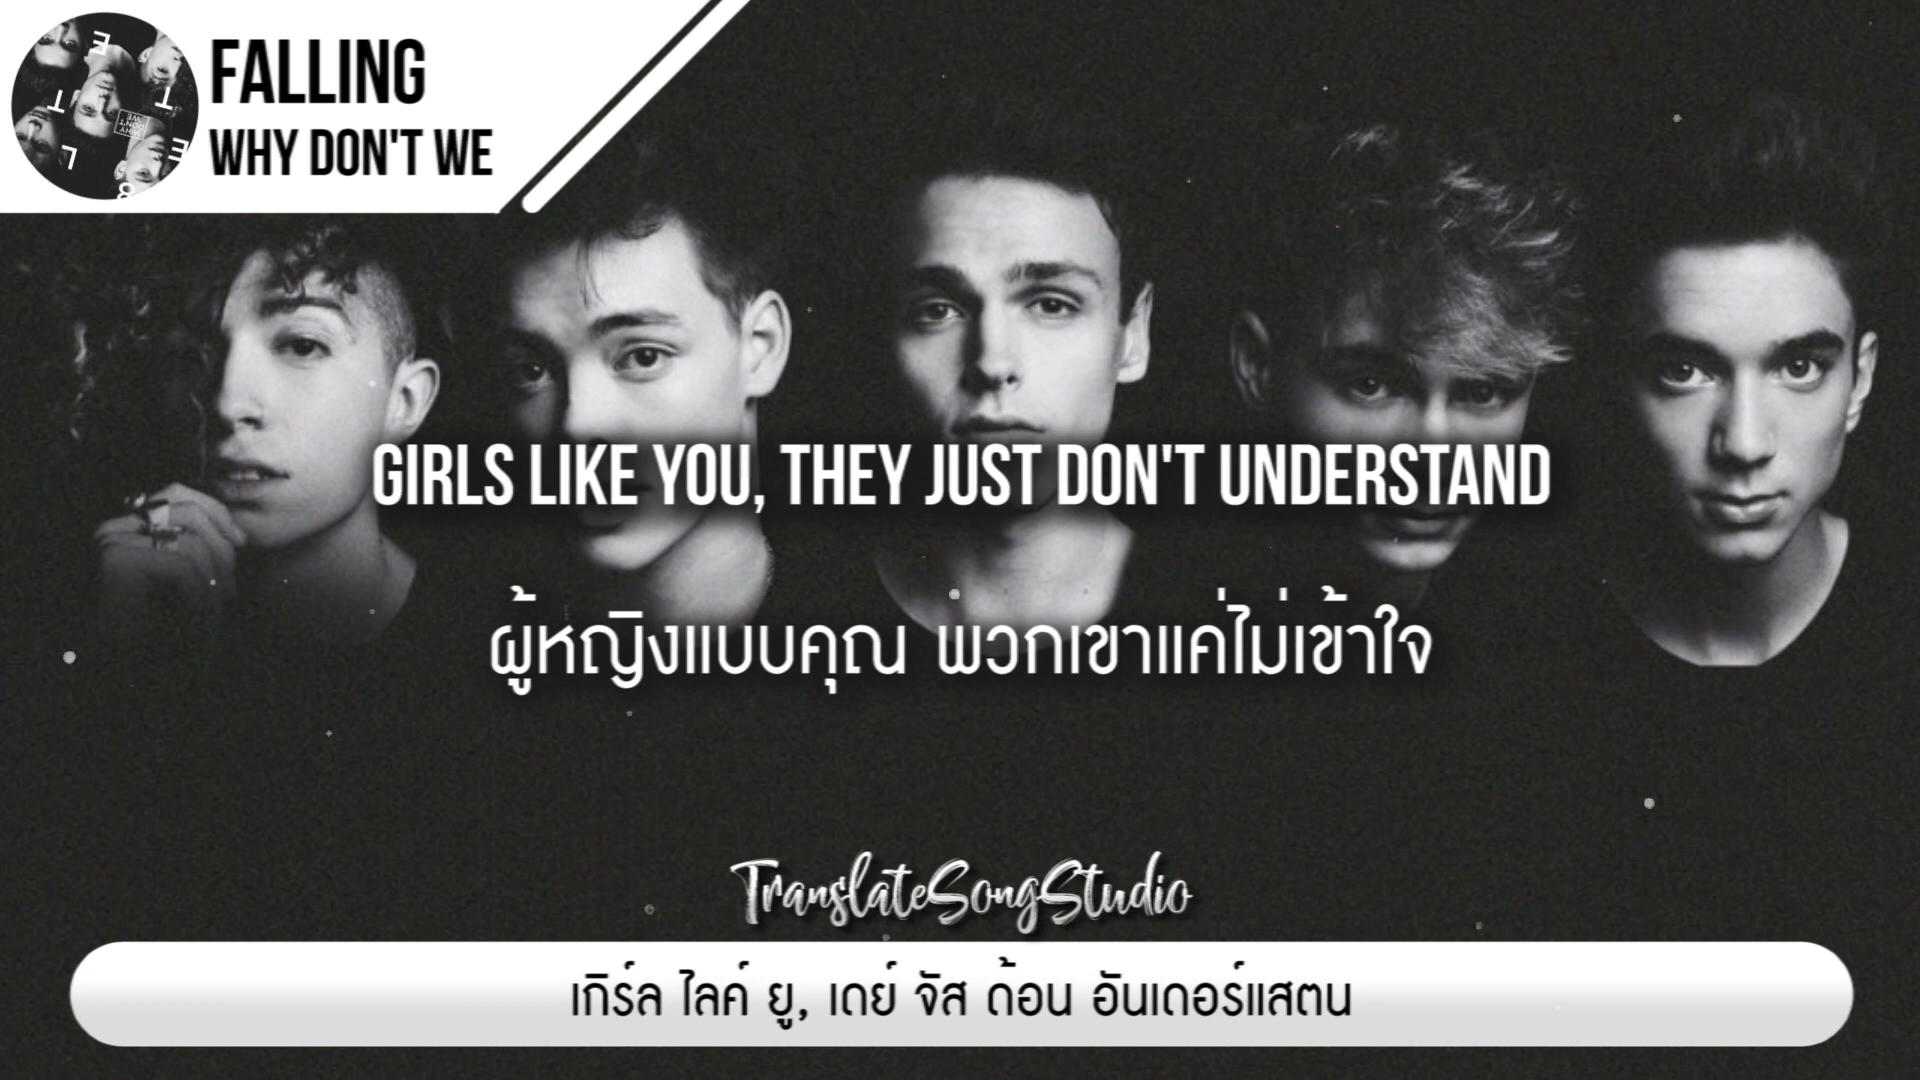 FALLING
WHY DON'T WE
GIRLS LIKE YOU, THEY JUST DON'T UNDERSTAND
ผู้หญิงแบบคุณ พวกเขาแค่ไม่เข้าใจ
TranslateSongStudio
เกิร์ล ไลค์ ยู, เดย์ จัส ด้อน อันเดอร์แสตน